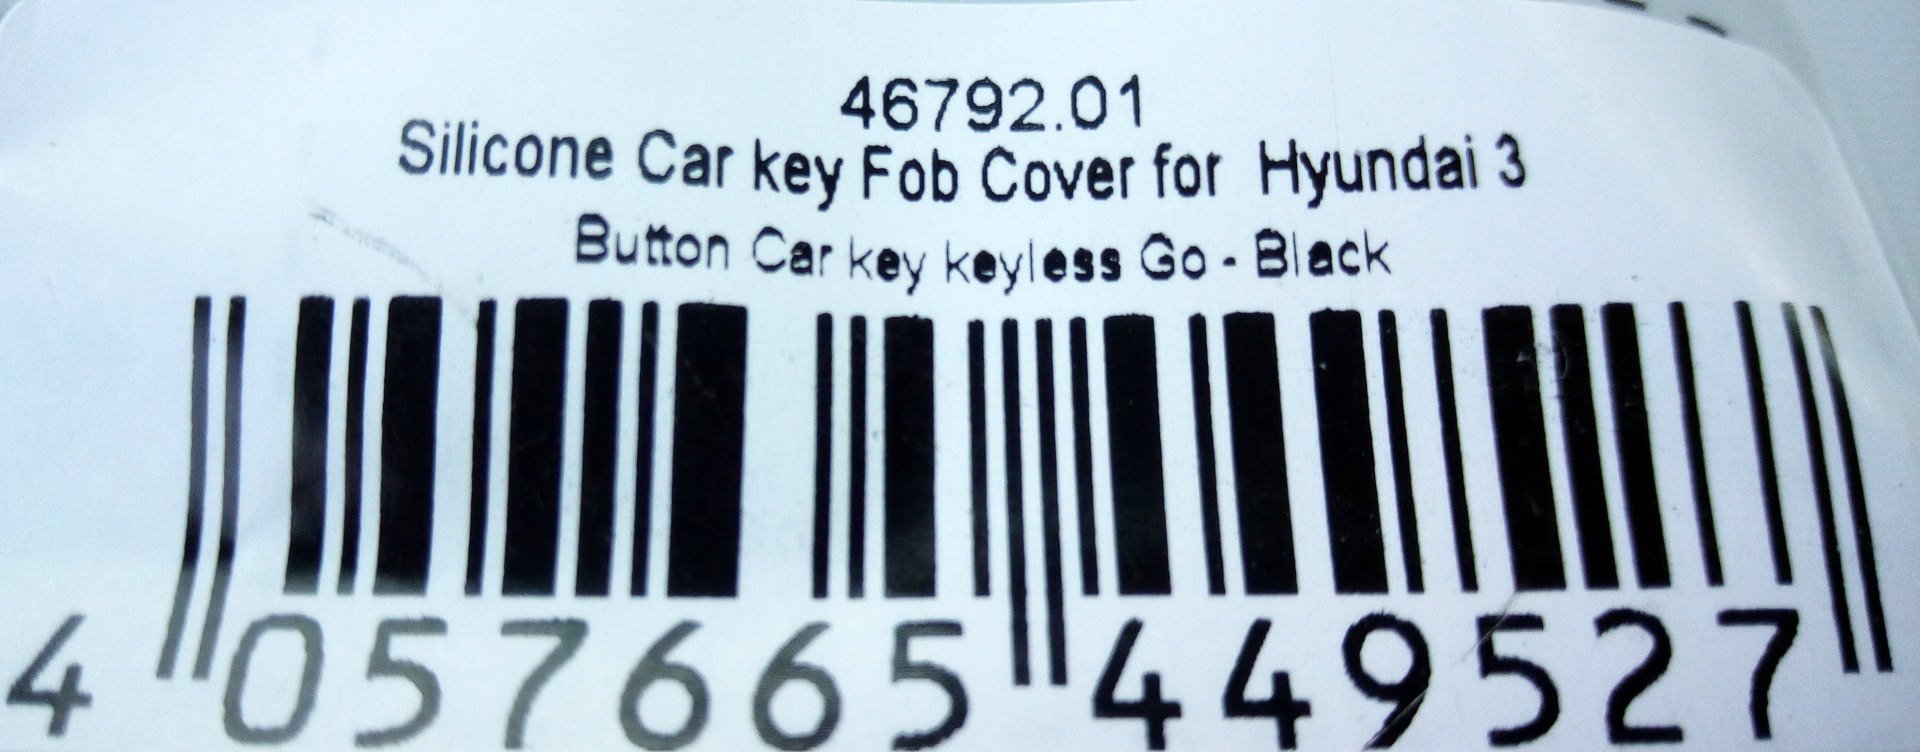 46792.01
Silicone Car key Fob Cover for Hyundai 3
Button Car key keyless Go - Black
4 057665 449527